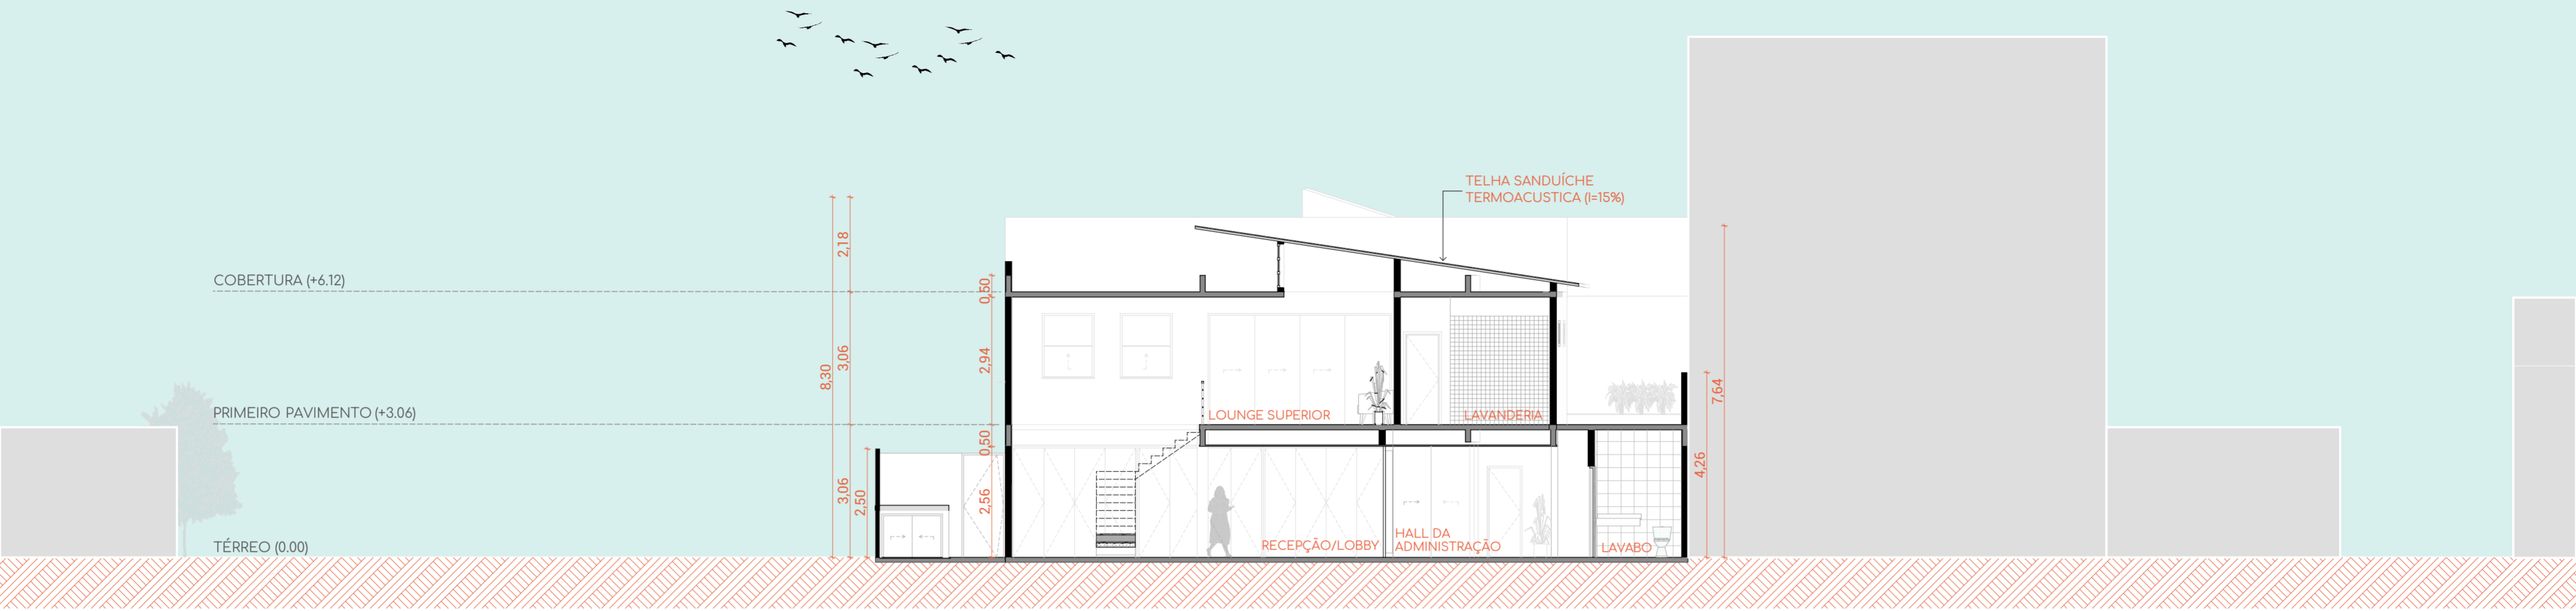 TELHA SANDUÍCHE
TERMOACUSTICA (I=15%)
2,18
COBERTURA (+6.12)
0,50
3,06
2,94
8,30
7,64
PRIMEIRO PAVIMENTO (+3.06)
LOUNGE SUPERIOR
LAVANDERIA
0,50
4,26
3,06
2,50
2,56
HALL DA
ADMINISTRAÇÃO
RECEPÇÃO/LOBBY
LAVABO
TÉRREO (0.00)